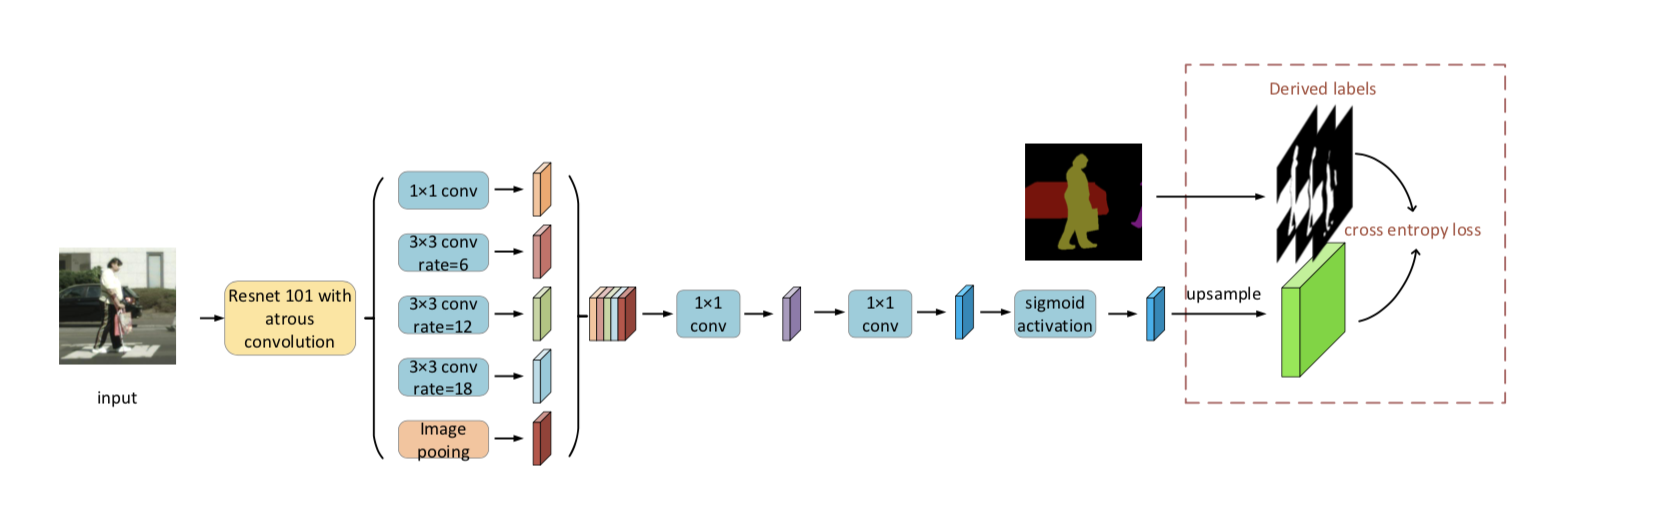 input
Resnet 101 with
atrous
convolution
1×1 conv
3×3 conv
rate=6
3×3 conv
rate=12
3×3 conv
rate=18
Image
pooing
1×1
conv
1×1
conv
sigmoid
activation
upsample
Derived labels
cross entropy loss